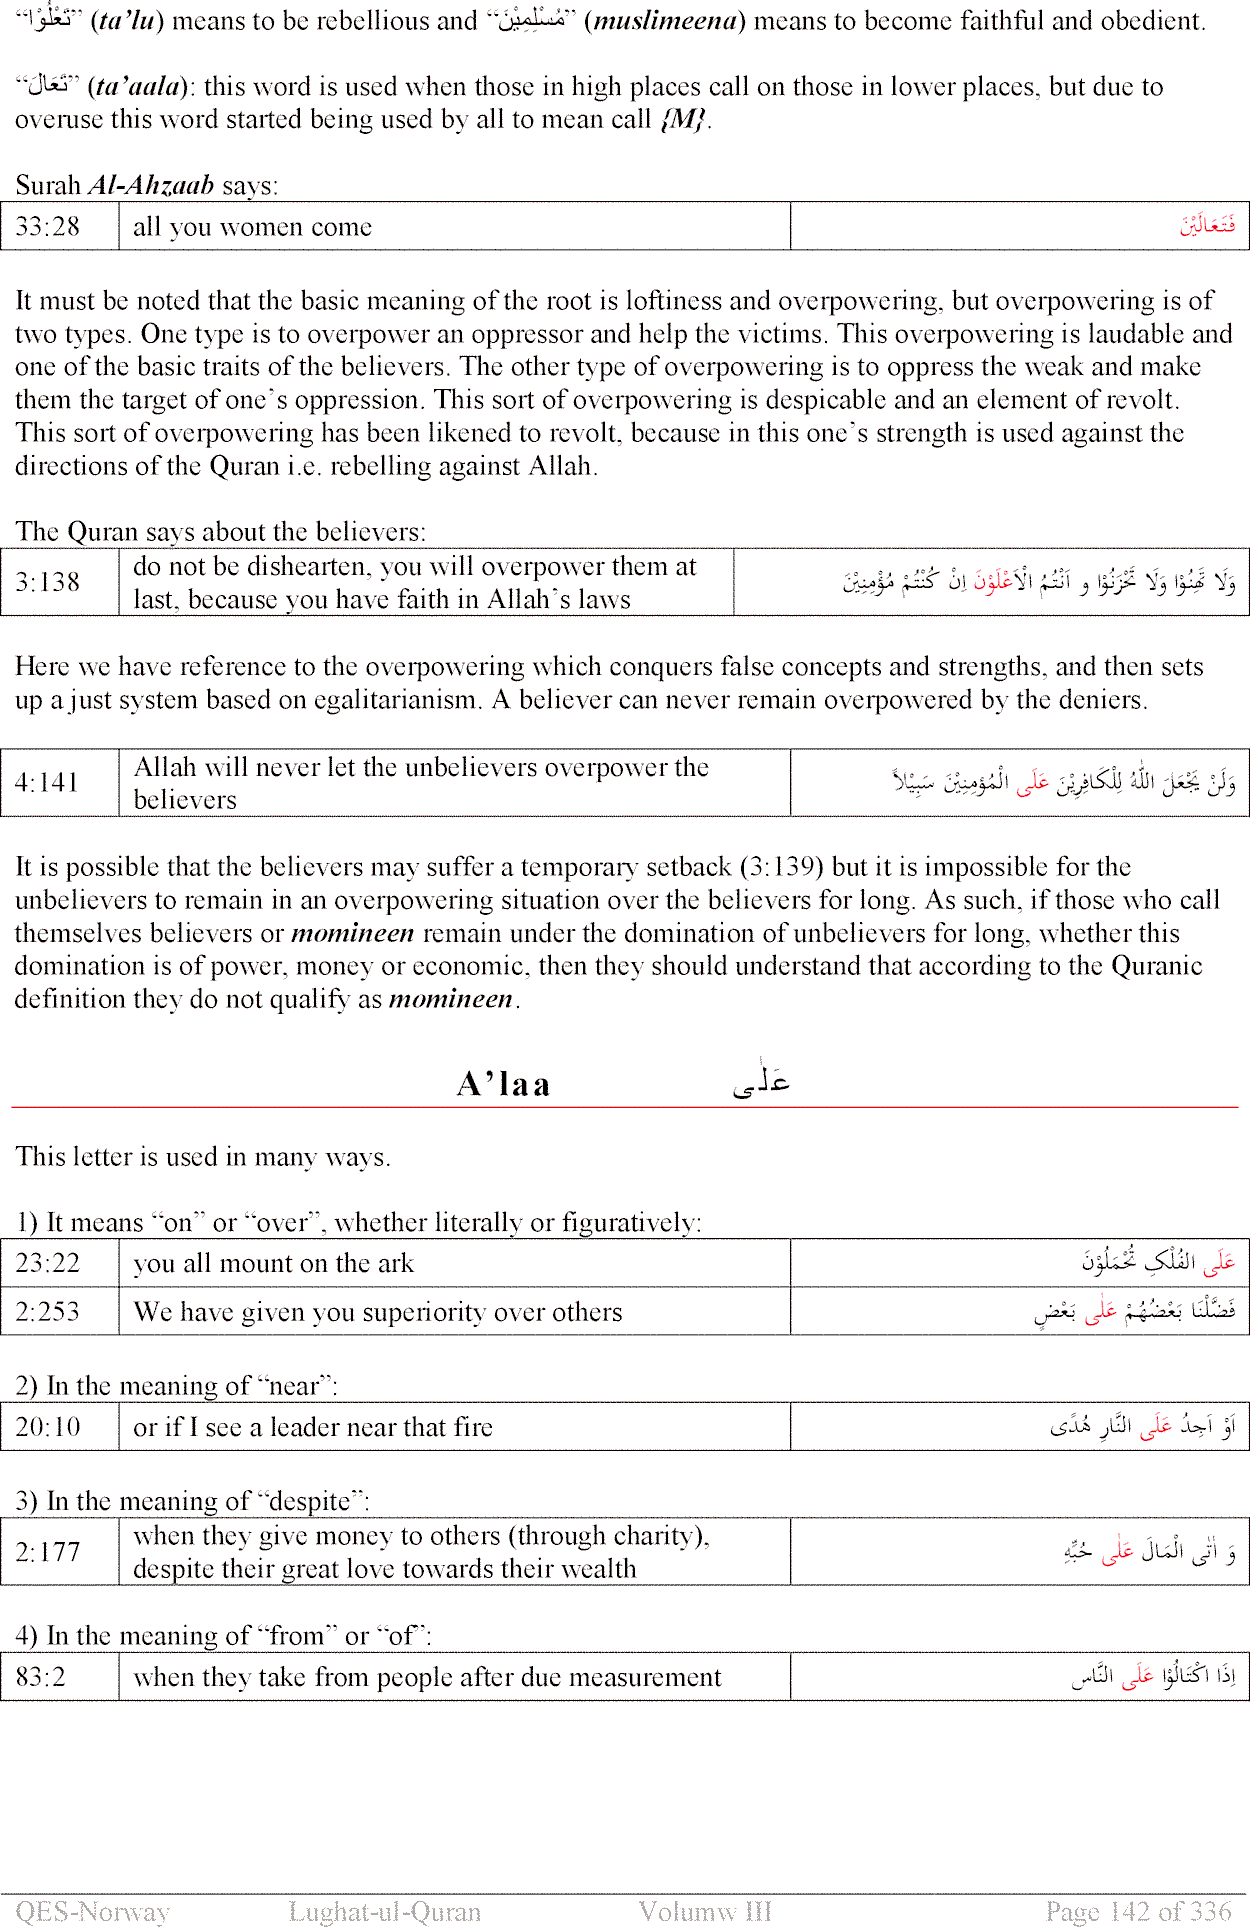 “تَعْلُوْا” (ta’lu) means to be rebellious and “مُسْلِمِيْنَ” (muslimeena) means to become faithful and obedient.
“تَعَالَ” (ta’aala): this word is used when those in high places call on those in lower places, but due to
overuse this word started being used by all to mean call {M}.
Surah Al-Ahzaab says:
33:28 all you women come فَتَعَالَيْنَ
It must be noted that the basic meaning of the root is loftiness and overpowering, but overpowering is of
two types. One type is to overpower an oppressor and help the victims. This overpowering is laudable and
one of the basic traits of the believers. The other type of overpowering is to oppress the weak and make
them the target of one’s oppression. This sort of overpowering is despicable and an element of revolt.
This sort of overpowering has been likened to revolt, because in this one’s strength is used against the
directions of the Quran i.e. rebelling against Allah.
The Quran says about the believers:
3:138 do not be dishearten, you will overpower them at
last, because you have faith in Allah’s laws
وَلَا تَهِنُوْا وَلَا تَحْزَنُوْا و اَنْتُمُ الْاَعْلَوْنَ اِنْ كُنْتُمْ مُؤْمِنِيْنَ
Here we have reference to the overpowering which conquers false concepts and strengths, and then sets
up a just system based on egalitarianism. A believer can never remain overpowered by the deniers.
4:141 Allah will never let the unbelievers overpower the
believers
وَلَنْ يَجْعَلَ اللّٰهُ لِلْكَافِرِيْنَ عَلَى الْمُؤمِنِيْنَ سَبِيْلاً
It is possible that the believers may suffer a temporary setback (3:139) but it is impossible for the
unbelievers to remain in an overpowering situation over the believers for long. As such, if those who call
themselves believers or momineen remain under the domination of unbelievers for long, whether this
domination is of power, money or economic, then they should understand that according to the Quranic
definition they do not qualify as momineen.
A’laa عَلٰى
This letter is used in many ways.
1) It means “on” or “over”, whether literally or figuratively:
23:22 you all mount on the ark عَلَى الفُلْكِ تُحْمَلُوْنَ
2:253 We have given you superiority over others فَضَّلْنَا بَعْضُهُمْ عَلٰى بَعْضٍ
2) In the meaning of “near”:
20:10 or if I see a leader near that fire اَوْ اَجِدُ عَلَى النَّارِ هُدًى
3) In the meaning of “despite”:
2:177 when they give money to others (through charity),
despite their great love towards their wealth
وَ اٰتَى الْمَالَ عَلٰى حُبِّهِ
4) In the meaning of “from” or “of”:
83:2 when they take from people after due measurement اِذَا اكْتَالُوْا عَلَى النَّاس
QES-Norway Lughat-ul-Quran Volumw III Page 142 of 336